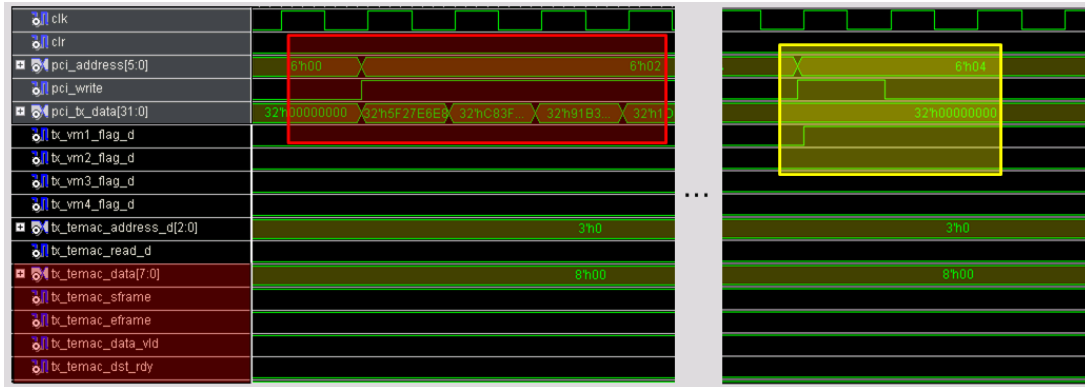 clk
clr
pci_address[5:0] 6'h00 6'h02 6'h04
pci_write
pci_tx_data[31:0] 32'h00000000 32'h5F27E6E8 32'hC83F... 32'h91B3... 32'h1D 32'h00000000
tx_vm1_flag_d
tx_vm2_flag_d
tx_vm3_flag_d
tx_vm4_flag_d
...
tx_temac_address_d[2:0] 3'h0 3'h0
tx_temac_read_d
tx_temac_data[7:0] 8'h00 8'h00
tx_temac_sframe
tx_temac_eframe
tx_temac_data_vld
tx_temac_dst_rdy